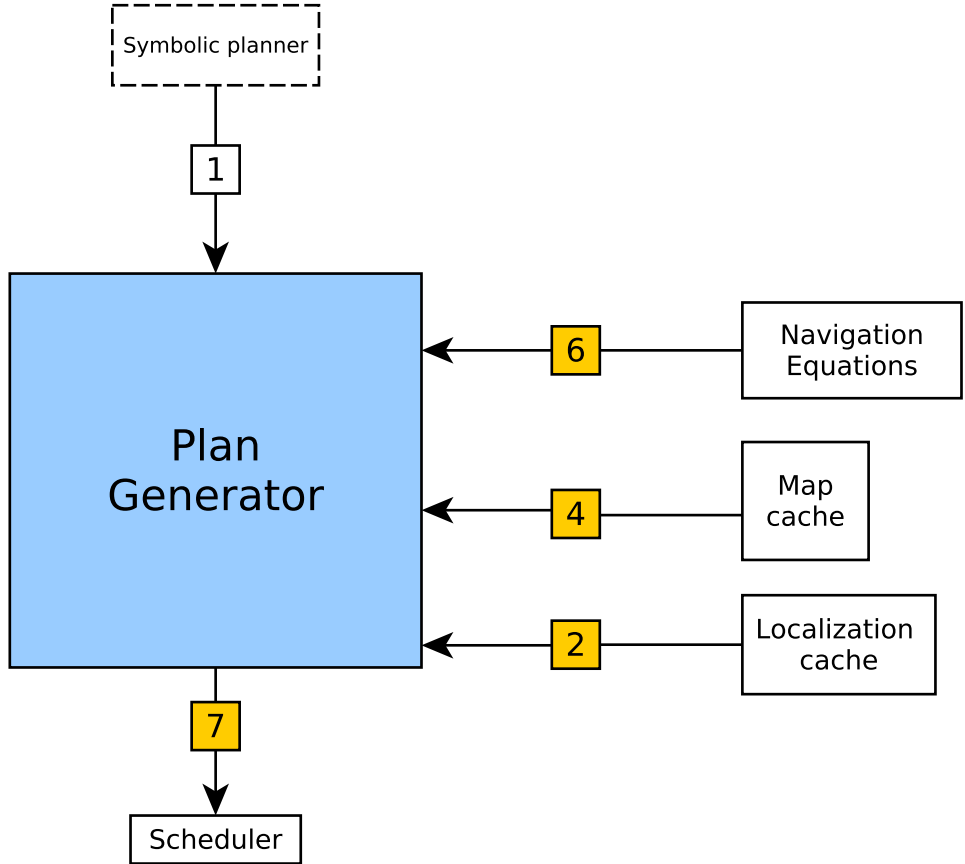 Symbolic planner
1
Plan
Generator
6
Navigation
Equations
4
Map
cache
2
Localization
cache
7
Scheduler